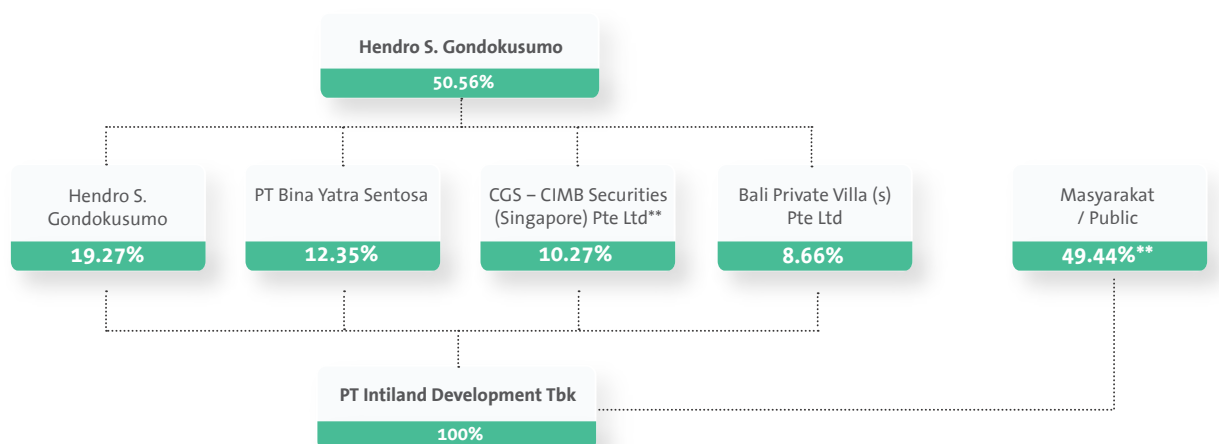 Hendro S. Gondokusumo
50.56%
Hendro S.
Gondokusumo
19.27%
PT Bina Yatra Sentosa
12.35%
CGS – CIMB Securities
(Singapore) Pte Ltd**
10.27%
Bali Private Villa (s)
Pte Ltd
8.66%
Masyarakat
/ Public
49.44%**
PT Intiland Development Tbk
100%